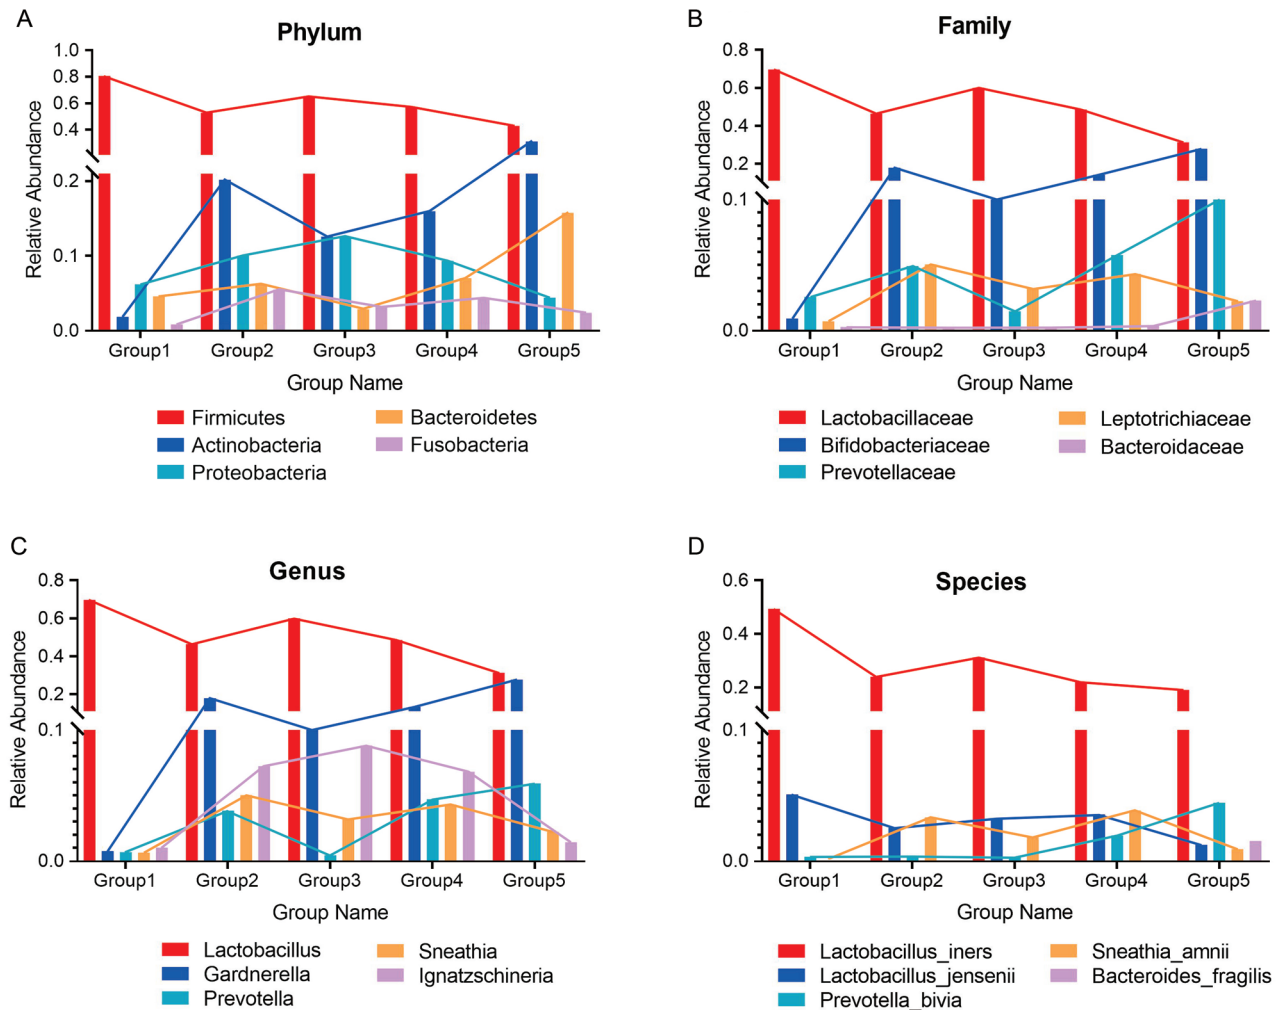 A
Phylum
1.0
0.8
0.6
0.4
0.2
0.1
0.0
Relative Abundance
Group1 Group2 Group3 Group4 Group5
Group Name
Firmicutes Bacteroidetes
Actinobacteria Fusobacteria
Proteobacteria
B
Family
0.8
0.6
0.4
0.2
0.1
0.0
Relative Abundance
Group1 Group2 Group3 Group4 Group5
Group Name
Lactobacillaceae Leptotrichiaceae
Bifidobacteriaceae Bacteroidaceae
Prevotellaceae
C
Genus
0.8
0.6
0.4
0.2
0.1
0.0
Relative Abundance
Group1 Group2 Group3 Group4 Group5
Group Name
Lactobacillus Sneathia
Gardnerella Ignatzschineria
Prevotella
D
Species
0.6
0.4
0.2
0.1
0.0
Relative Abundance
Group1 Group2 Group3 Group4 Group5
Group Name
Lactobacillus_iners Sneathia_amnii
Lactobacillus_jensenii Bacteroides_fragilis
Prevotella_bivia